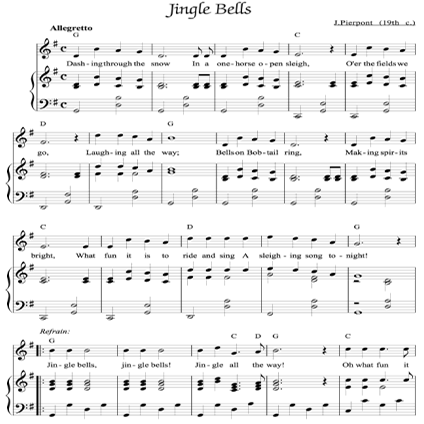 Jingle Bells
Allegretto
J.Pierpont (19th c.)
G C
Dash - ing through the snow In a one - horse o - pen sleigh, O'er the fields we
D G
go, Laugh - ing all the way; Bells on Bob - tail ring, Mak - ing spir - its
C Am D G
bright, What fun it is to ride and sing A sleigh - ing song to - night!
Refrain:
G C D G C
Jin - gle bells, jin - gle bells! Jin - gle all the way! Oh what fun it